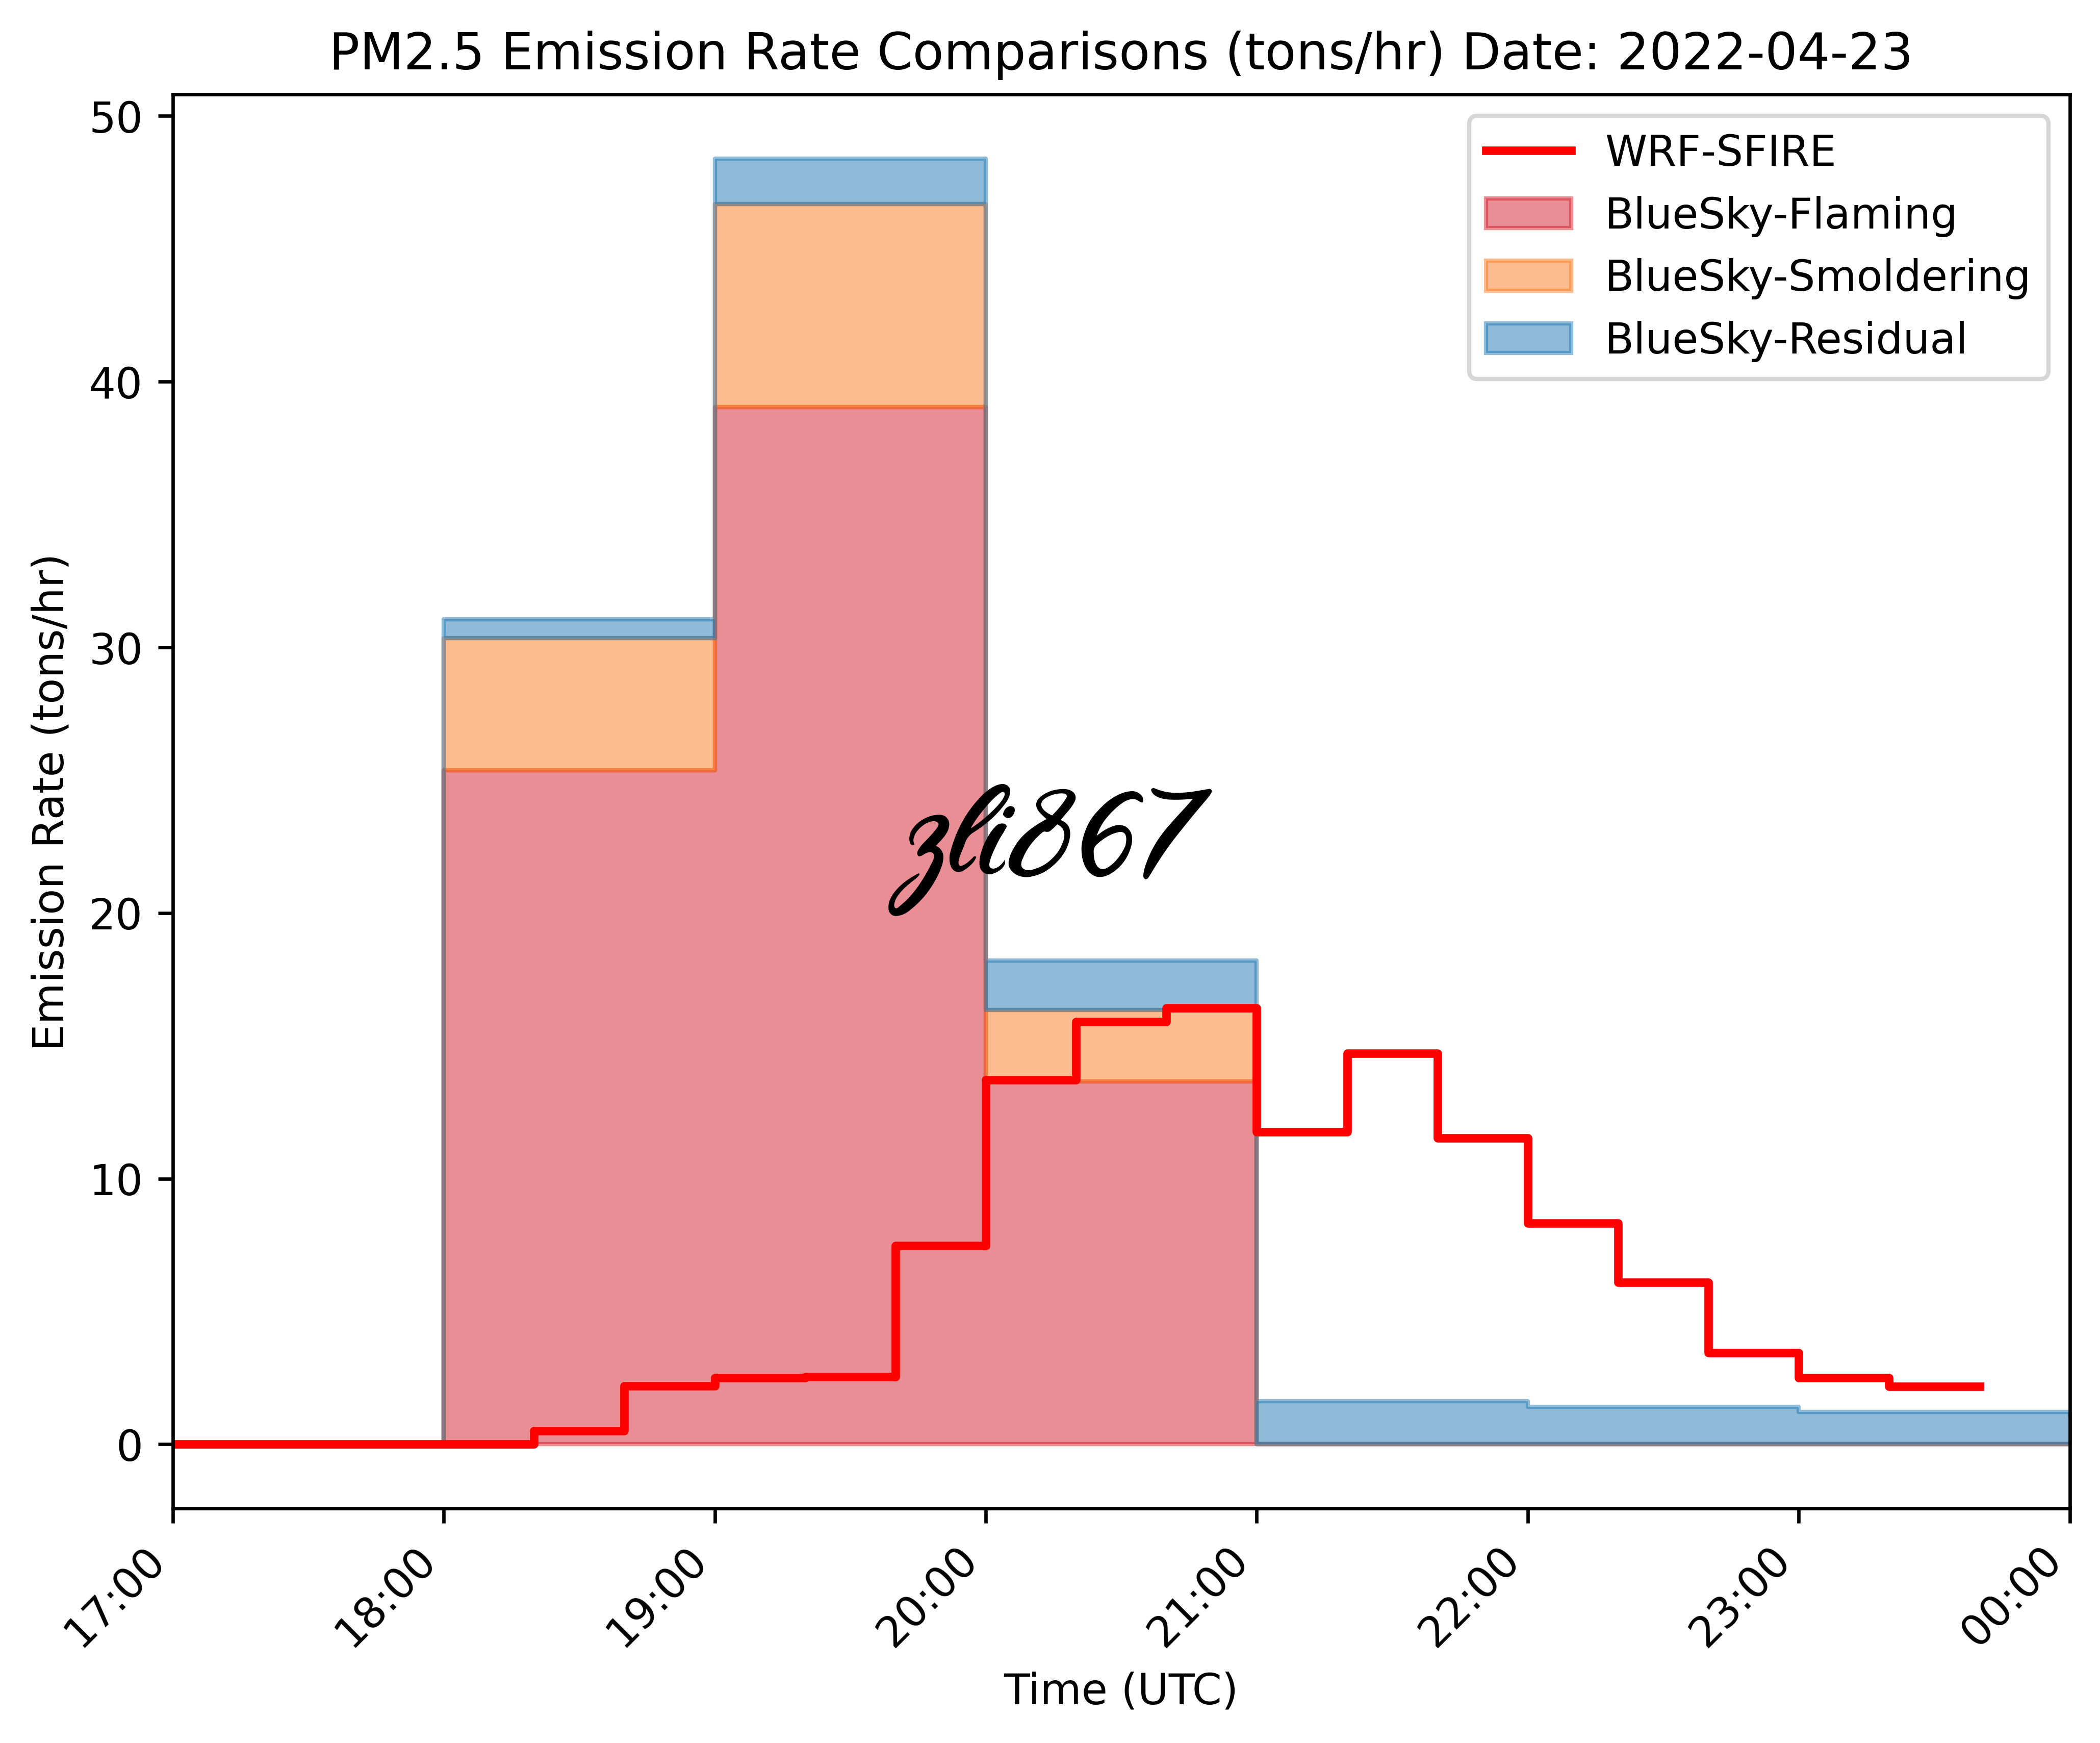 PM2.5 Emission Rate Comparisons (tons/hr) Date: 2022-04-23
50
40
30
20
10
0
Emission Rate (tons/hr)
WRF-SFIRE
BlueSky-Flaming
BlueSky-Smoldering
BlueSky-Residual
zli867
17:00
18:00
19:00
20:00
21:00
22:00
23:00
00:00
Time (UTC)